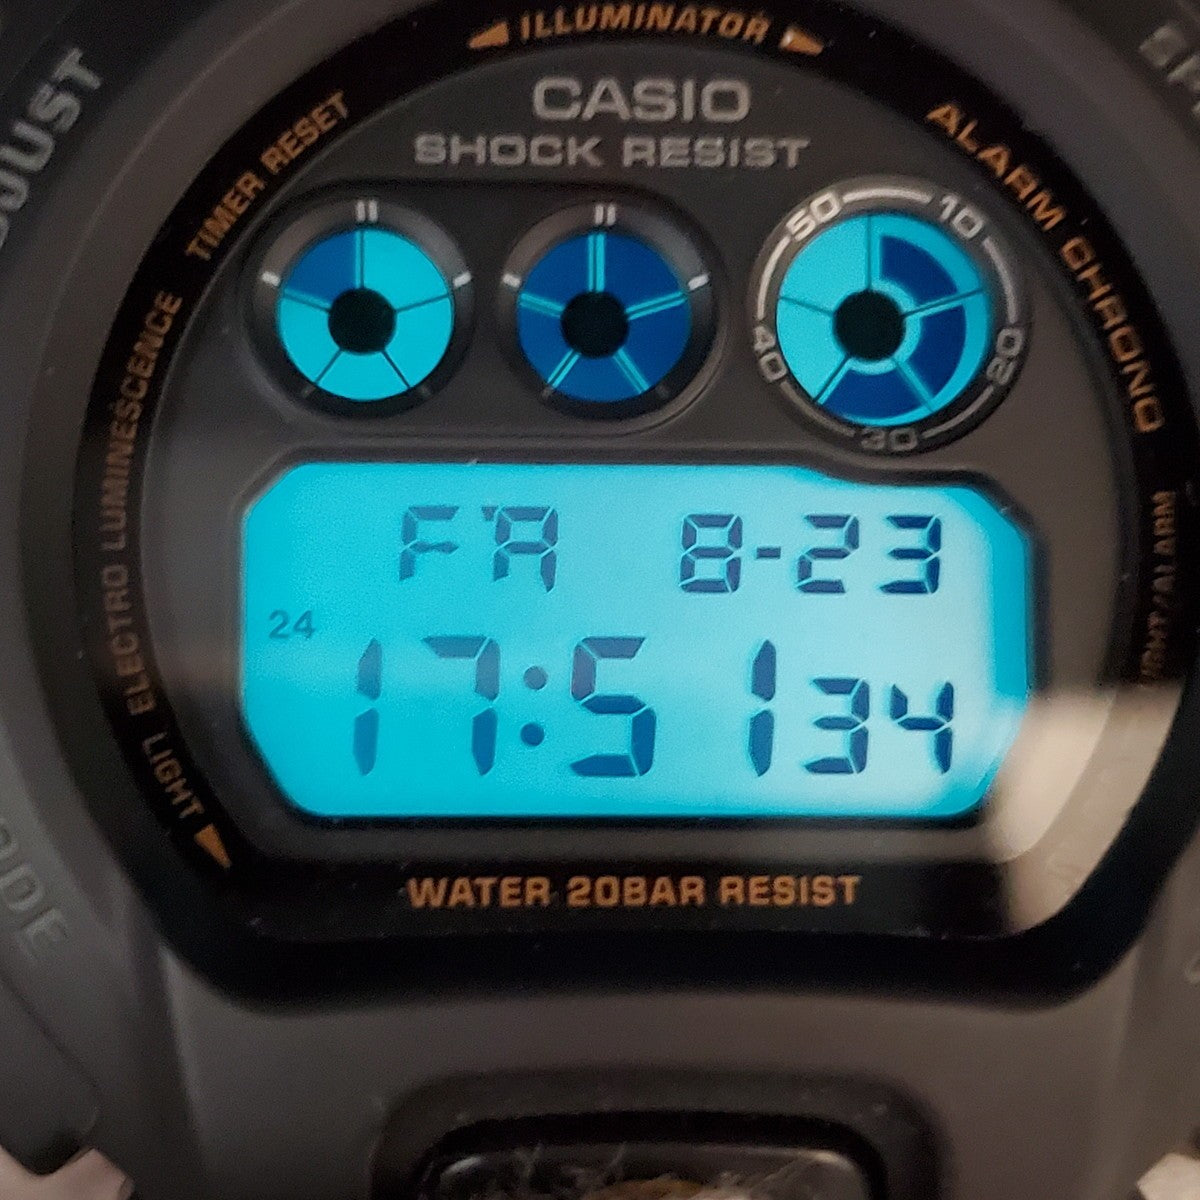 ILLUMINATOR
CASIO
SHOCK RESIST
TIMER RESET
ALARM CHRONO
ELECTRO LUMINESCENCE
LIGHT
50 10
40 20
30
FR 8-23
24
17:51 34
WATER 20BAR RESIST